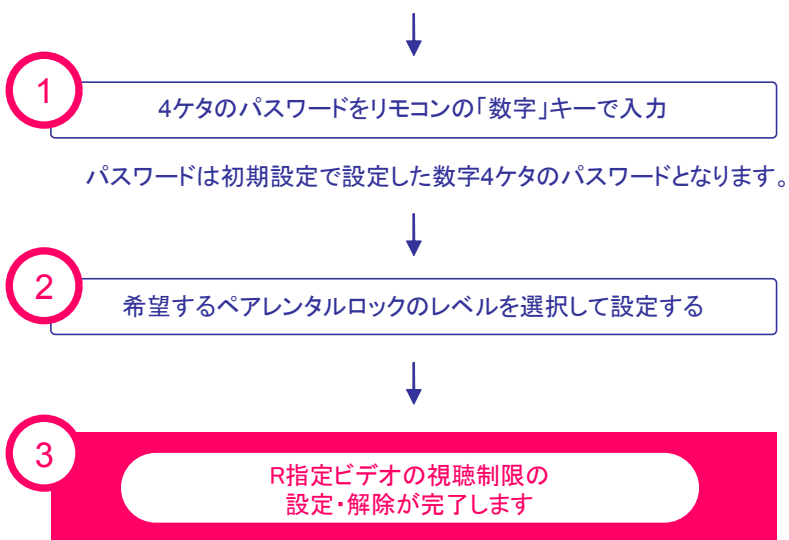 1
4ケタのパスワードをリモコンの「数字」キーで入力
パスワードは初期設定で設定した数字4ケタのパスワードとなります。
2
希望するペアレンタルロックのレベルを選択して設定する
3
R指定ビデオの視聴制限の
設定・解除が完了します